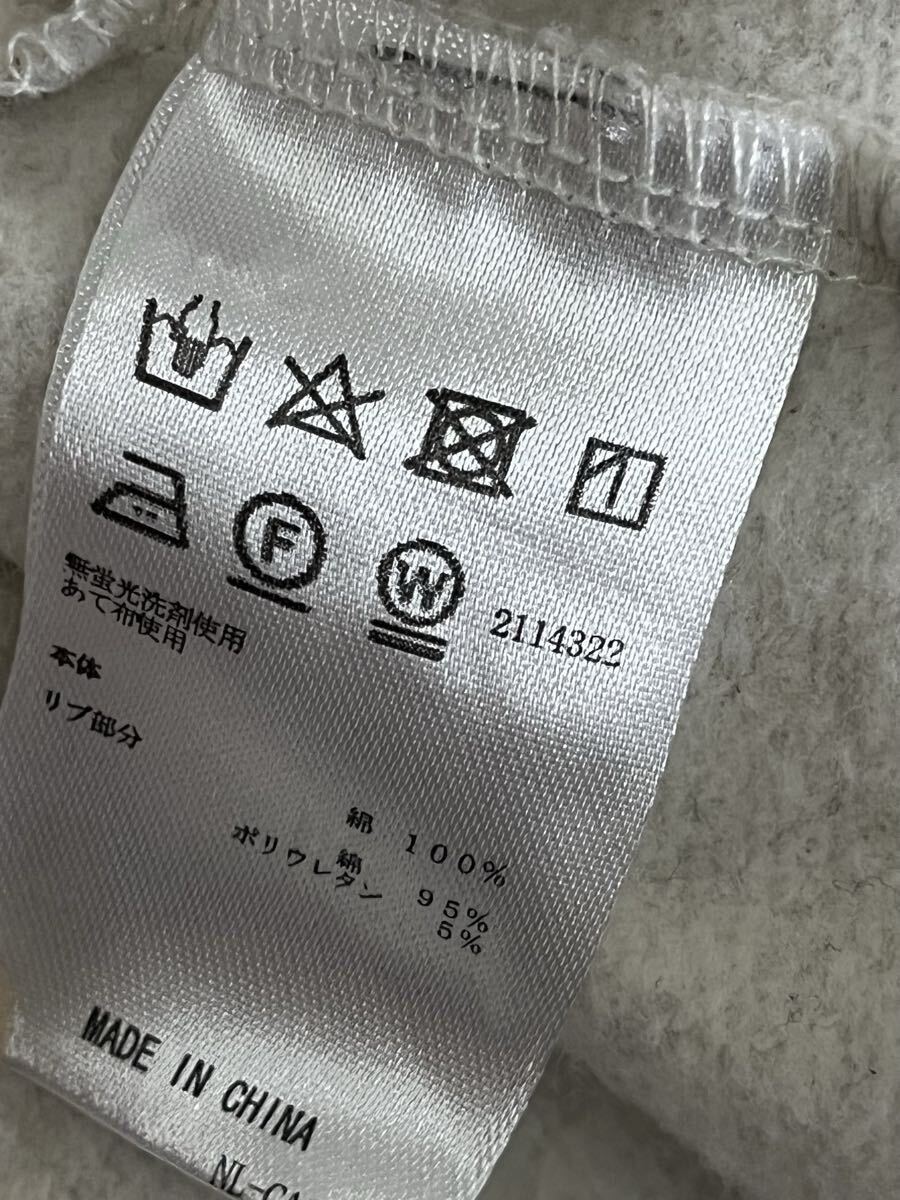 F
W
2114322
無蛍光洗剤使用
あて布使用
本体
リブ部分
綿 100%
綿 95%
ポリウレタン 5%
MADE IN CHINA